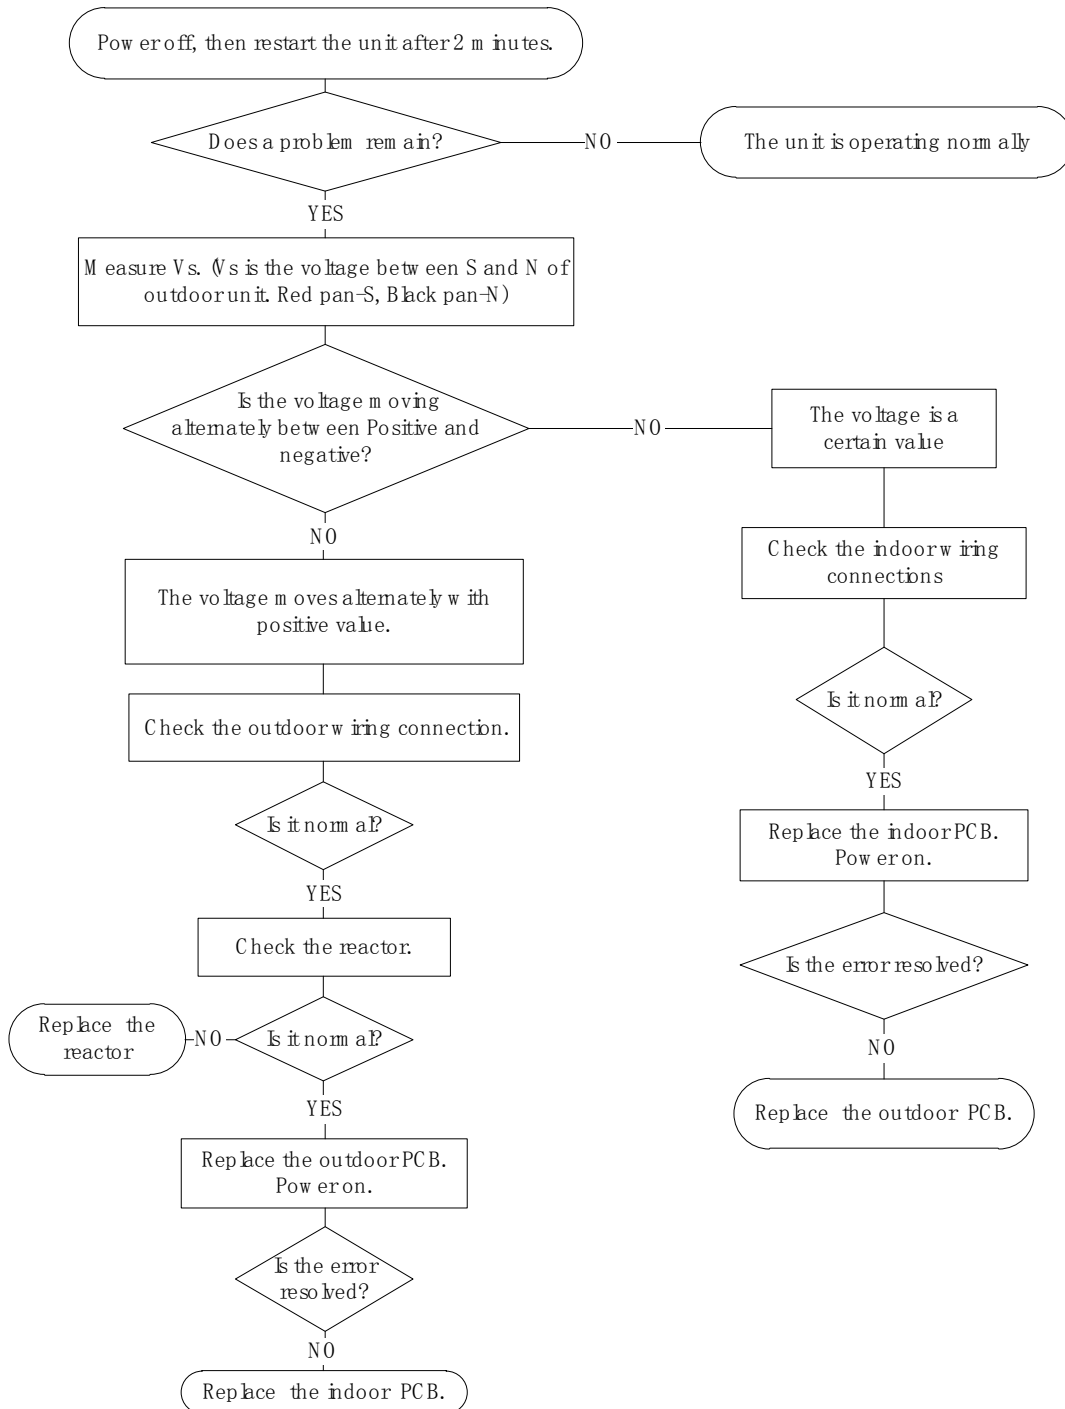 Power off, then restart the unit after 2 minutes.
Does a problem remain?
NO
The unit is operating normally
YES
Measure Vs. (Vs is the voltage between S and N of
outdoor unit. Red pan-S, Black pan-N)
Is the voltage moving
alternately between Positive and
negative?
NO
The voltage is a
certain value
NO
Check the indoor wiring
connections
The voltage moves alternately with
positive value.
Is it normal?
Check the outdoor wiring connection.
YES
Is it normal?
Replace the indoor PCB.
Power on.
YES
Check the reactor.
Is the error resolved?
Replace the
reactor
NO
Is it normal?
NO
YES
Replace the outdoor PCB.
Replace the outdoor PCB.
Power on.
Is the error
resolved?
NO
Replace the indoor PCB.